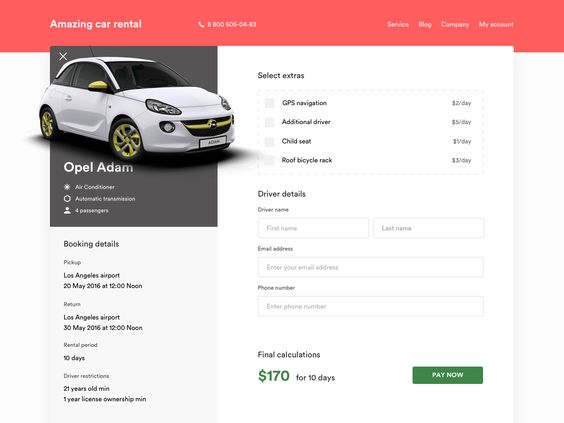 Amazing car rental
8 800 505-04-83
Service Blog Company My account
ADAM
Opel Adam
Air Conditioner
Automatic transmission
4 passengers
Booking details
Pickup
Los Angeles airport
20 May 2016 at 12:00 Noon
Return
Los Angeles airport
30 May 2016 at 12:00 Noon
Rental period
10 days
Driver restrictions
21 years old min
1 year license ownership min
Select extras
GPS navigation $2/day
Additional driver $5/day
Child seat $1/day
Roof bicycle rack $3/day
Driver details
Driver name
First name Last name
Email address
Enter your email address
Phone number
Enter phone number
Final calculations
$170 for 10 days
PAY NOW